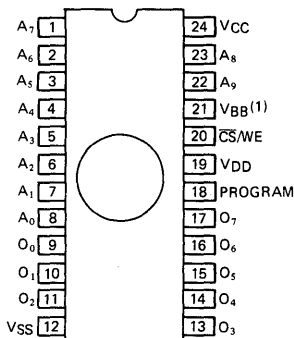 A7 1 24 VCC
A6 2 23 A8
A5 3 22 A9
A4 4 21 VBB(1)
A3 5 20 C̅S̅/WE
A2 6 19 VDD
A1 7 18 PROGRAM
A0 8 17 O7
O0 9 16 O6
O1 10 15 O5
O2 11 14 O4
VSS 12 13 O3